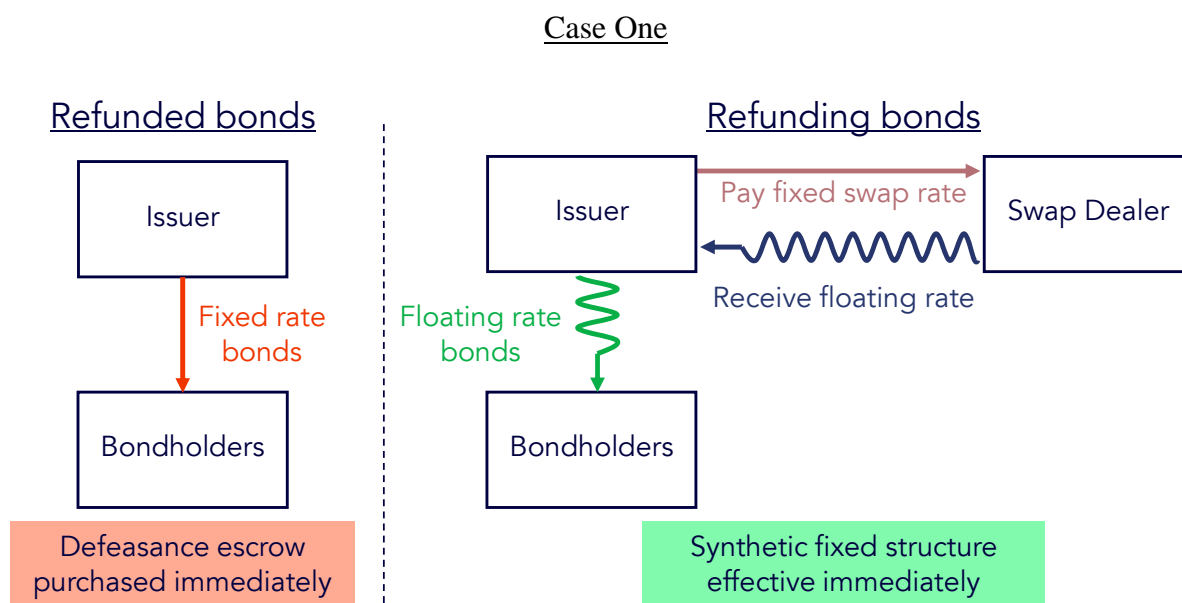 Case One
Refunded bonds
Issuer
Fixed rate
bonds
Bondholders
Defeasance escrow
purchased immediately
Refunding bonds
Issuer
Pay fixed swap rate
Swap Dealer
Receive floating rate
Floating rate
bonds
Bondholders
Synthetic fixed structure
effective immediately